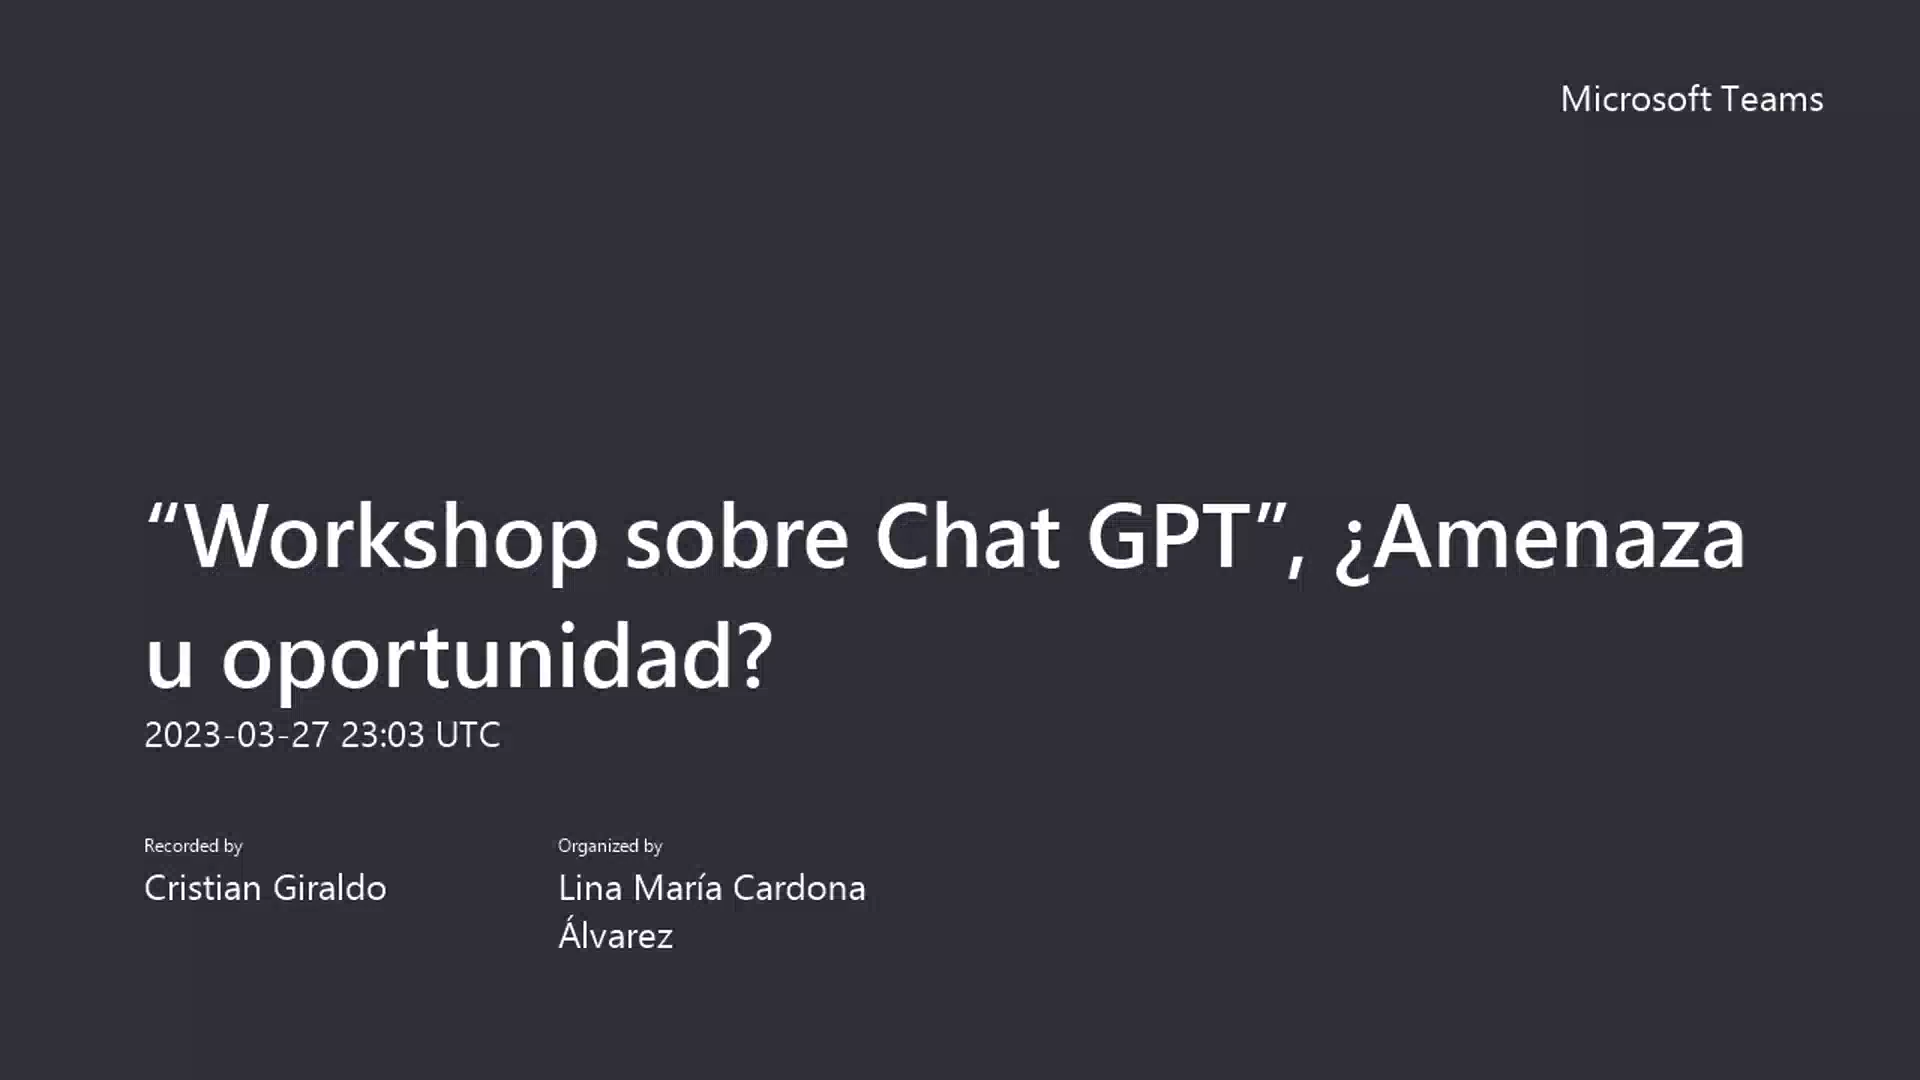 Microsoft Teams
“Workshop sobre Chat GPT”, ¿Amenaza
u oportunidad?
2023-03-27 23:03 UTC
Recorded by
Cristian Giraldo
Organized by
Lina María Cardona
Álvarez